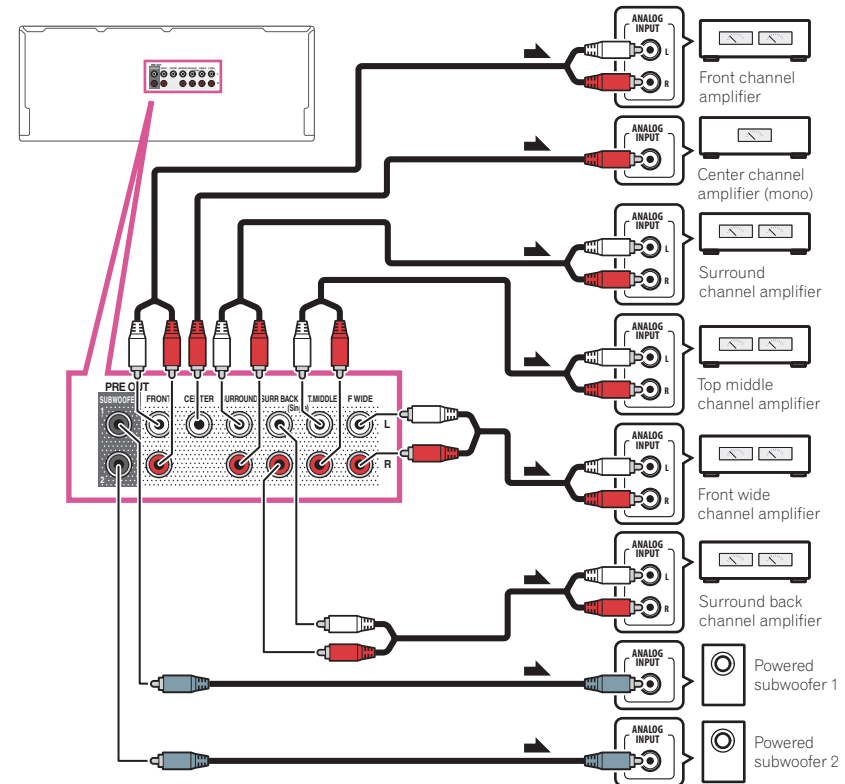 ANALOG
INPUT
L
R
Front channel
amplifier
ANALOG
INPUT
Center channel
amplifier (mono)
ANALOG
INPUT
L
R
Surround
channel amplifier
ANALOG
INPUT
L
R
Top middle
channel amplifier
PRE OUT
SUBWOOFE FRONT CENTER SURROUND SURR BACK T.MIDDLE F WIDE
(Single)
1
L
R
2
ANALOG
INPUT
L
R
Front wide
channel amplifier
ANALOG
INPUT
L
R
Surround back
channel amplifier
ANALOG
INPUT
Powered
subwoofer 1
ANALOG
INPUT
Powered
subwoofer 2